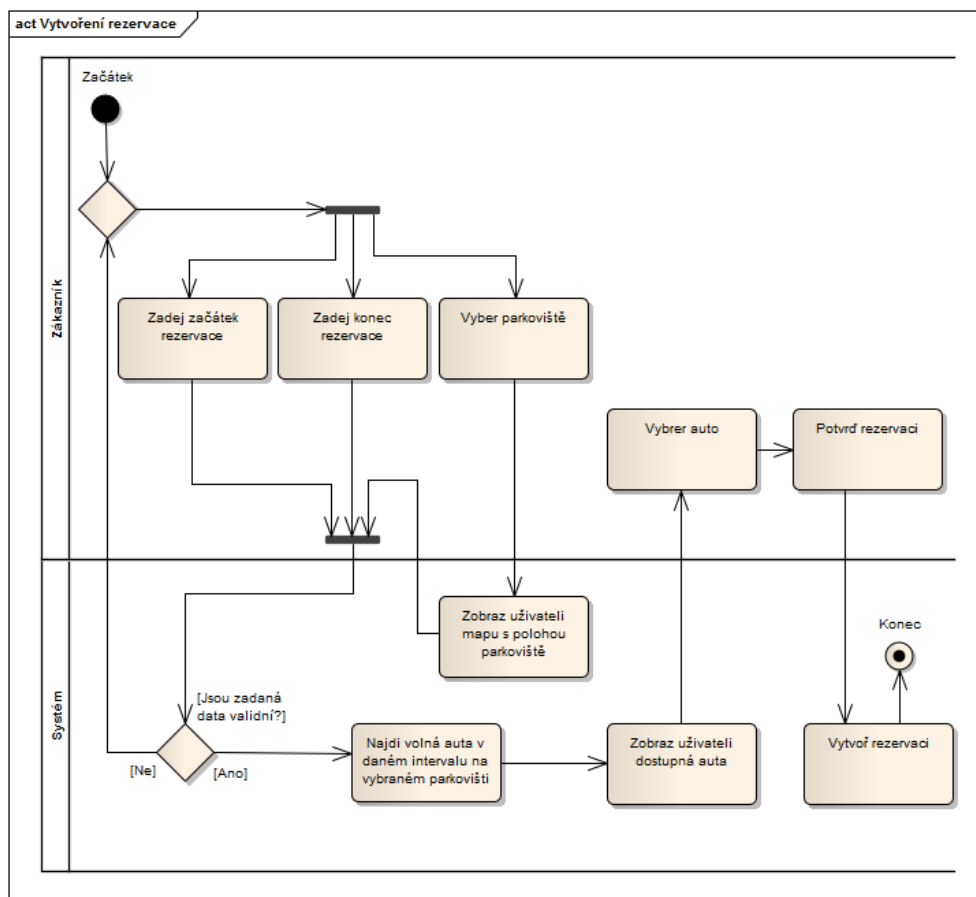 act Vytvoření rezervace
Začátek
Zákazník
Zadej začátek
rezervace
Zadej konec
rezervace
Vyber parkoviště
Vybrer auto
Potvrď rezervaci
Systém
Zobraz uživateli
mapu s polohou
parkoviště
Konec
[Jsou zadaná
data validní?]
[Ne]
[Ano]
Najdi volná auta v
daném intervalu na
vybraném parkovišti
Zobraz uživateli
dostupná auta
Vytvoř rezervaci